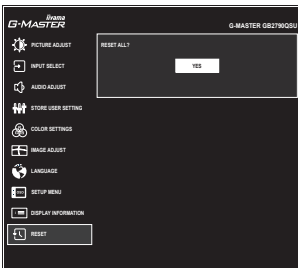 iiyama
G-MASTER
G-MASTER GB2790QSU
PICTURE ADJUST
RESET ALL?
YES
INPUT SELECT
AUDIO ADJUST
STORE USER SETTING
COLOR SETTINGS
IMAGE ADJUST
LANGUAGE
SETUP MENU
DISPLAY INFORMATION
RESET